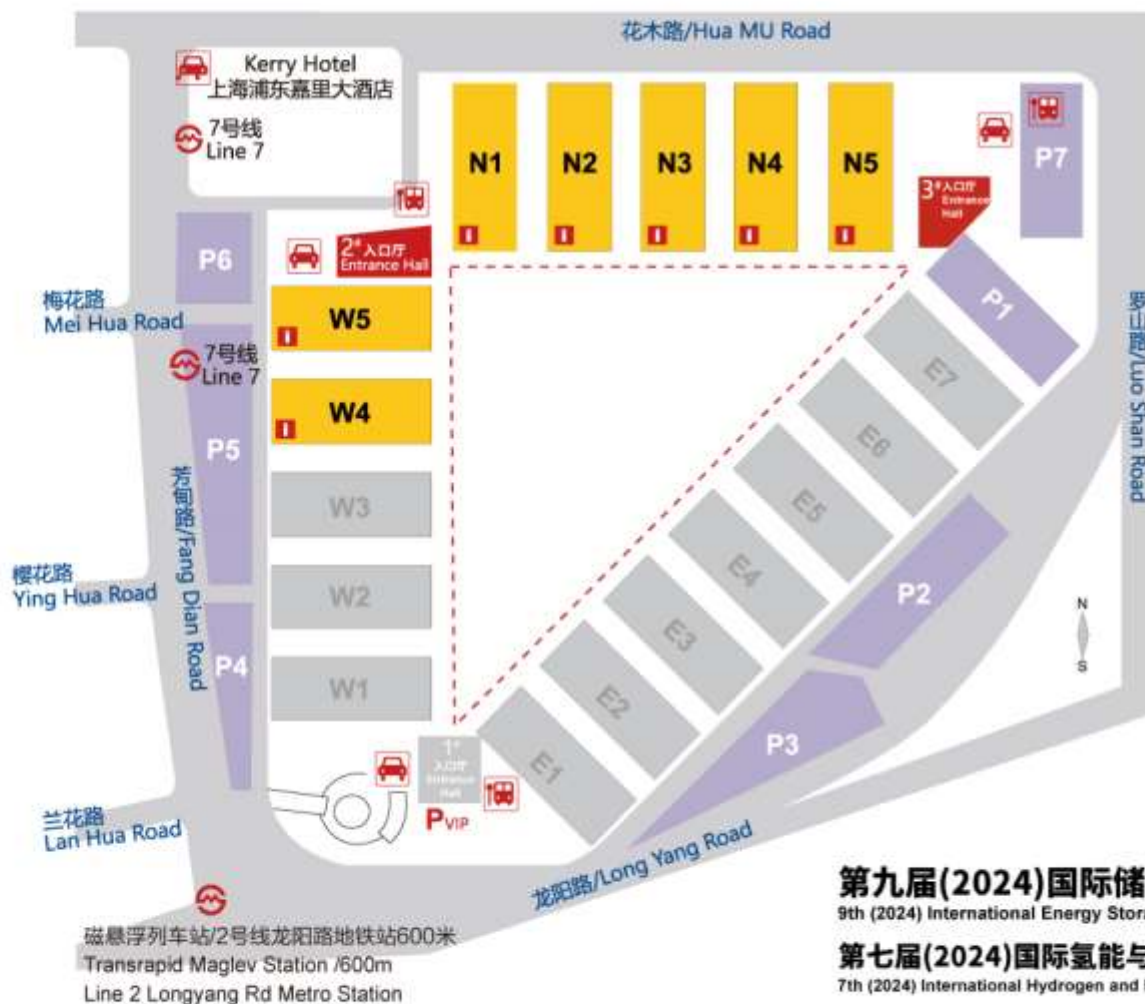 花木路/Hua MU Road
Kerry Hotel
上海浦东嘉里大酒店
7号线
Line 7
N1
N2
N3
N4
N5
P7
3# 入口厅
Entrance
Hall
P6
2# 入口厅
Entrance Hall
P1
梅花路
Mei Hua Road
W5
罗山路/Luo Shan Road
7号线
Line 7
E7
W4
P5
E6
芳甸路/Fang Dian Road
W3
E5
樱花路
Ying Hua Road
W2
E4
P2
N
S
E3
P4
W1
E2
P3
1#
入口厅
Entrance
Hall
E1
P VIP
兰花路
Lan Hua Road
龙阳路/Long Yang Road
磁悬浮列车站/2号线龙阳路地铁站600米
Transrapid Maglev Station /600m
Line 2 Longyang Rd Metro Station
第九届(2024)国际储
9th (2024) International Energy Stor
第七届(2024)国际氢能与
7th (2024) International Hydrogen and